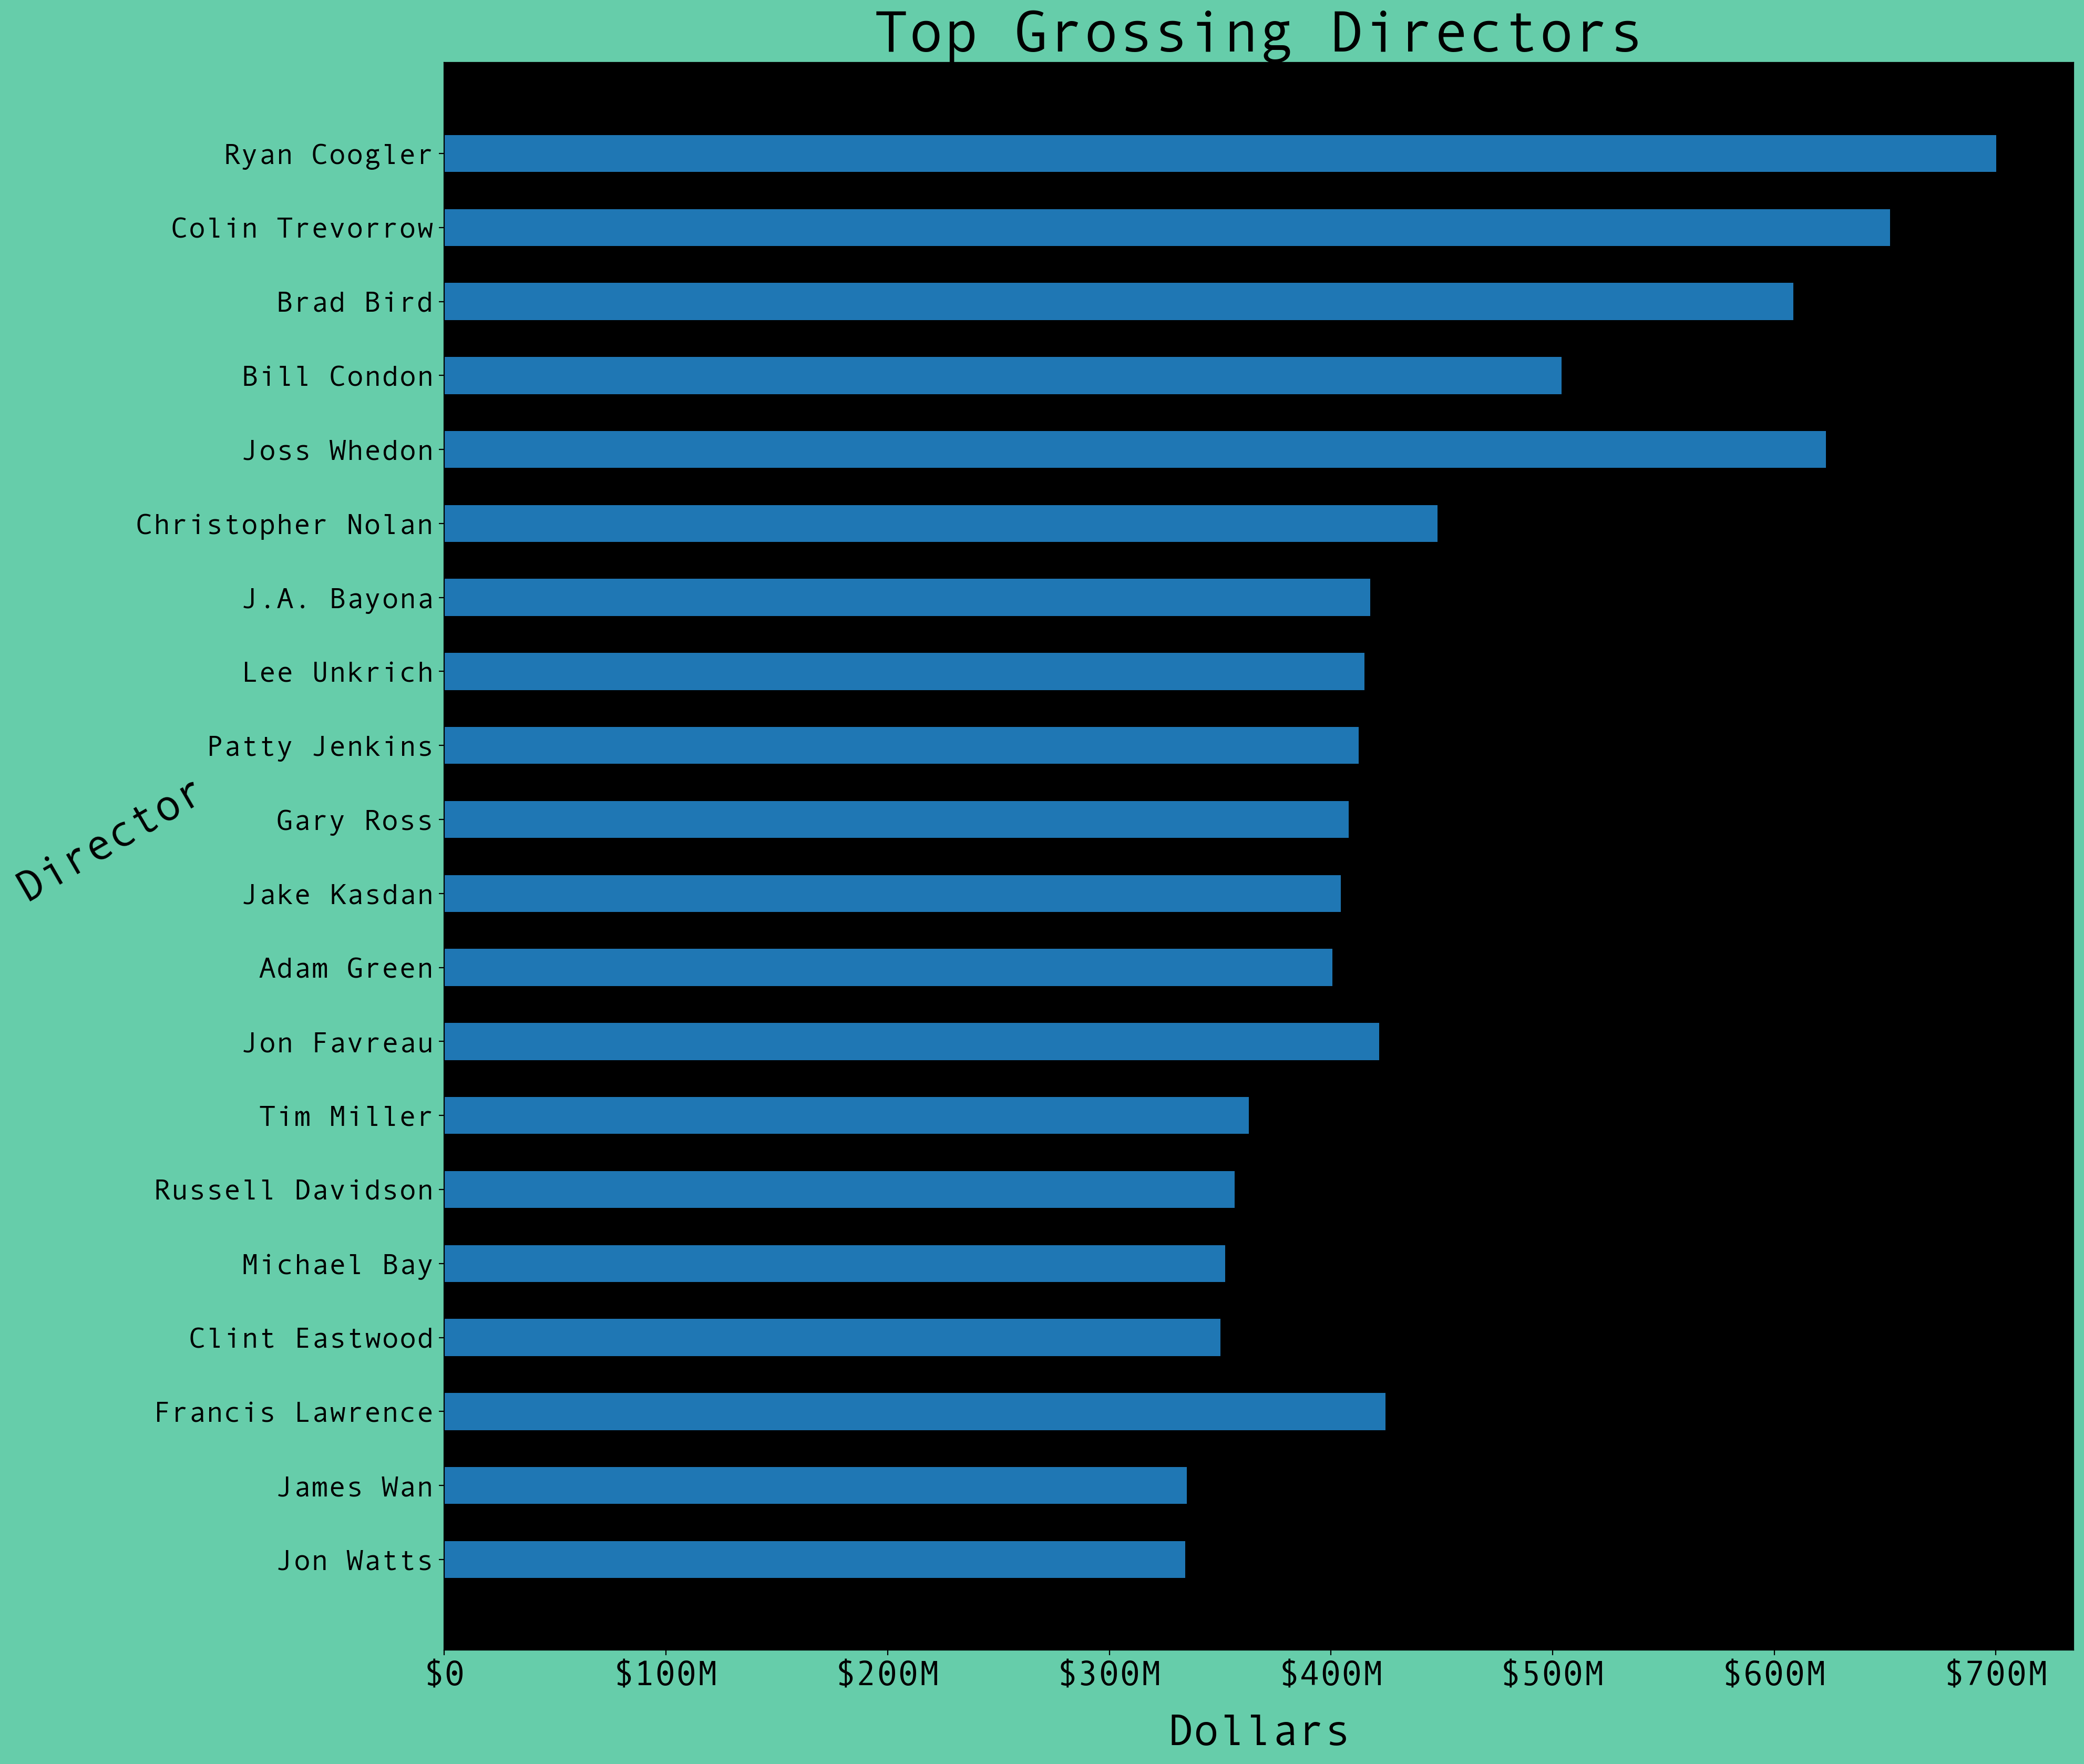 Top Grossing Directors
Ryan Coogler
Colin Trevorrow
Brad Bird
Bill Condon
Joss Whedon
Christopher Nolan
J.A. Bayona
Lee Unkrich
Patty Jenkins
Gary Ross
Jake Kasdan
Adam Green
Jon Favreau
Tim Miller
Russell Davidson
Michael Bay
Clint Eastwood
Francis Lawrence
James Wan
Jon Watts
Director
$0 $100M $200M $300M $400M $500M $600M $700M
Dollars